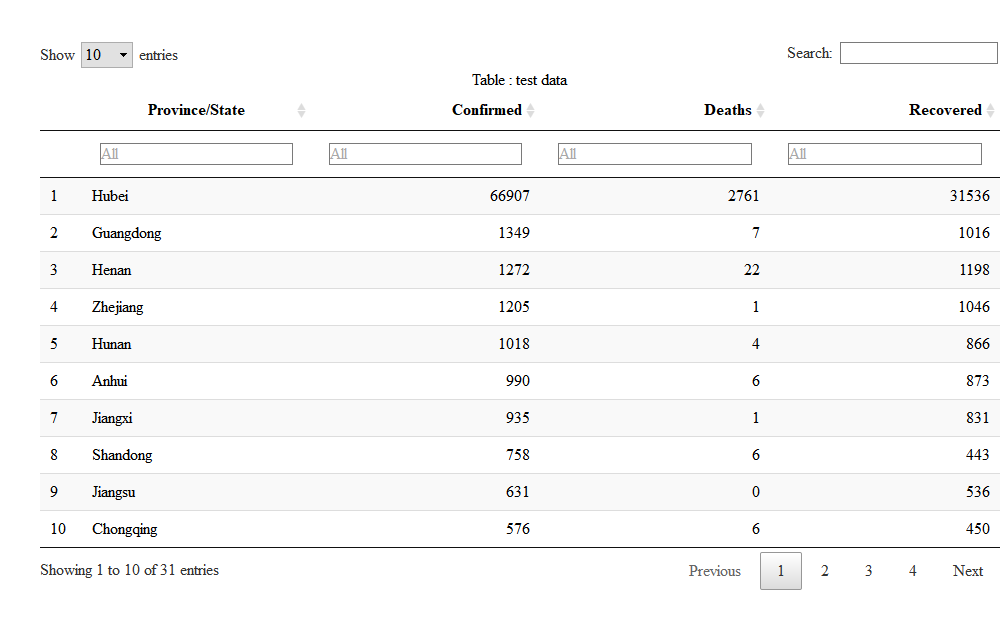 Show 10 entries Search:
Table : test data
Province/State Confirmed Deaths Recovered
All All All All
1 Hubei 66907 2761 31536
2 Guangdong 1349 7 1016
3 Henan 1272 22 1198
4 Zhejiang 1205 1 1046
5 Hunan 1018 4 866
6 Anhui 990 6 873
7 Jiangxi 935 1 831
8 Shandong 758 6 443
9 Jiangsu 631 0 536
10 Chongqing 576 6 450
Showing 1 to 10 of 31 entries Previous 1 2 3 4 Next